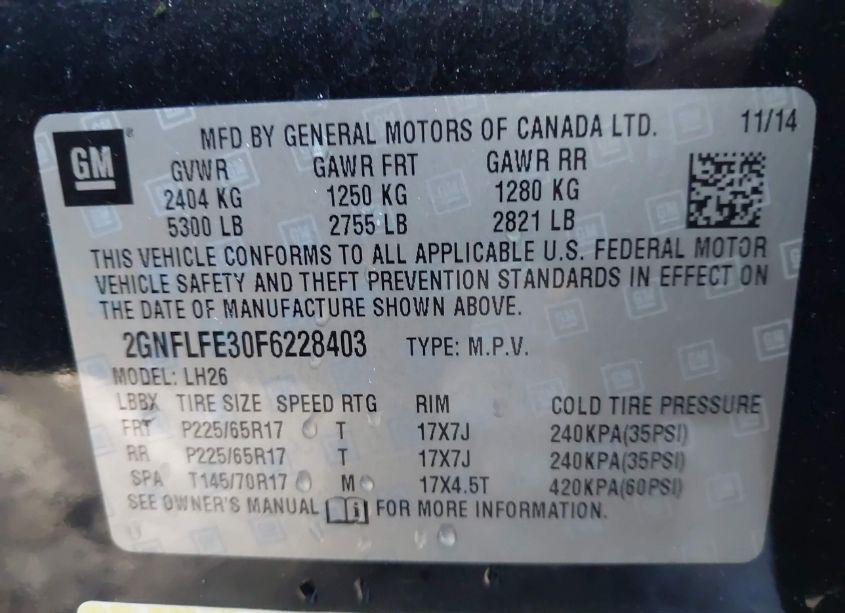 GM
MFD BY GENERAL MOTORS OF CANADA LTD. 11/14
GVWR GAWR FRT GAWR RR
2404 KG 1250 KG 1280 KG
5300 LB 2755 LB 2821 LB
THIS VEHICLE CONFORMS TO ALL APPLICABLE U.S. FEDERAL MOTOR
VEHICLE SAFETY AND THEFT PREVENTION STANDARDS IN EFFECT ON
THE DATE OF MANUFACTURE SHOWN ABOVE.
2GNFLFE30F6228403 TYPE: M.P.V.
MODEL: LH26
LBBX TIRE SIZE SPEED RTG RIM COLD TIRE PRESSURE
FRT P225/65R17 T 17X7J 240KPA(35PSI)
RR P225/65R17 T 17X7J 240KPA(35PSI)
SPA T145/70R17 M 17X4.5T 420KPA(60PSI)
SEE OWNER'S MANUAL FOR MORE INFORMATION.